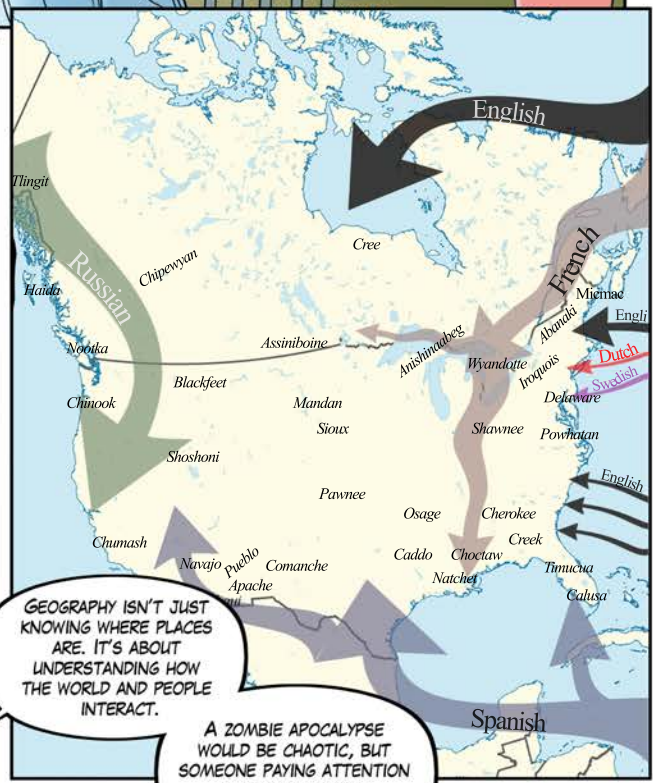 English
Tlingit
French
Cree
Russian
Chipewyan
Haida
Micmac
Abanaki
Engli
Nootka
Assiniboine
Anishinaabeg
Wyandotte
Iroquois
Dutch
Swedish
Blackfeet
Chinook
Mandan
Delaware
Sioux
Shawnee
Powhatan
Shoshoni
English
Pawnee
Osage
Cherokee
Chumash
Creek
Navajo
Pueblo
Comanche
Caddo
Choctaw
Timucua
Apache
Natchet
Calusa
GEOGRAPHY ISN'T JUST
KNOWING WHERE PLACES
ARE. IT'S ABOUT
UNDERSTANDING HOW
THE WORLD AND PEOPLE
INTERACT.
Spanish
A ZOMBIE APOCALYPSE
WOULD BE CHAOTIC, BUT
SOMEONE PAYING ATTENTION